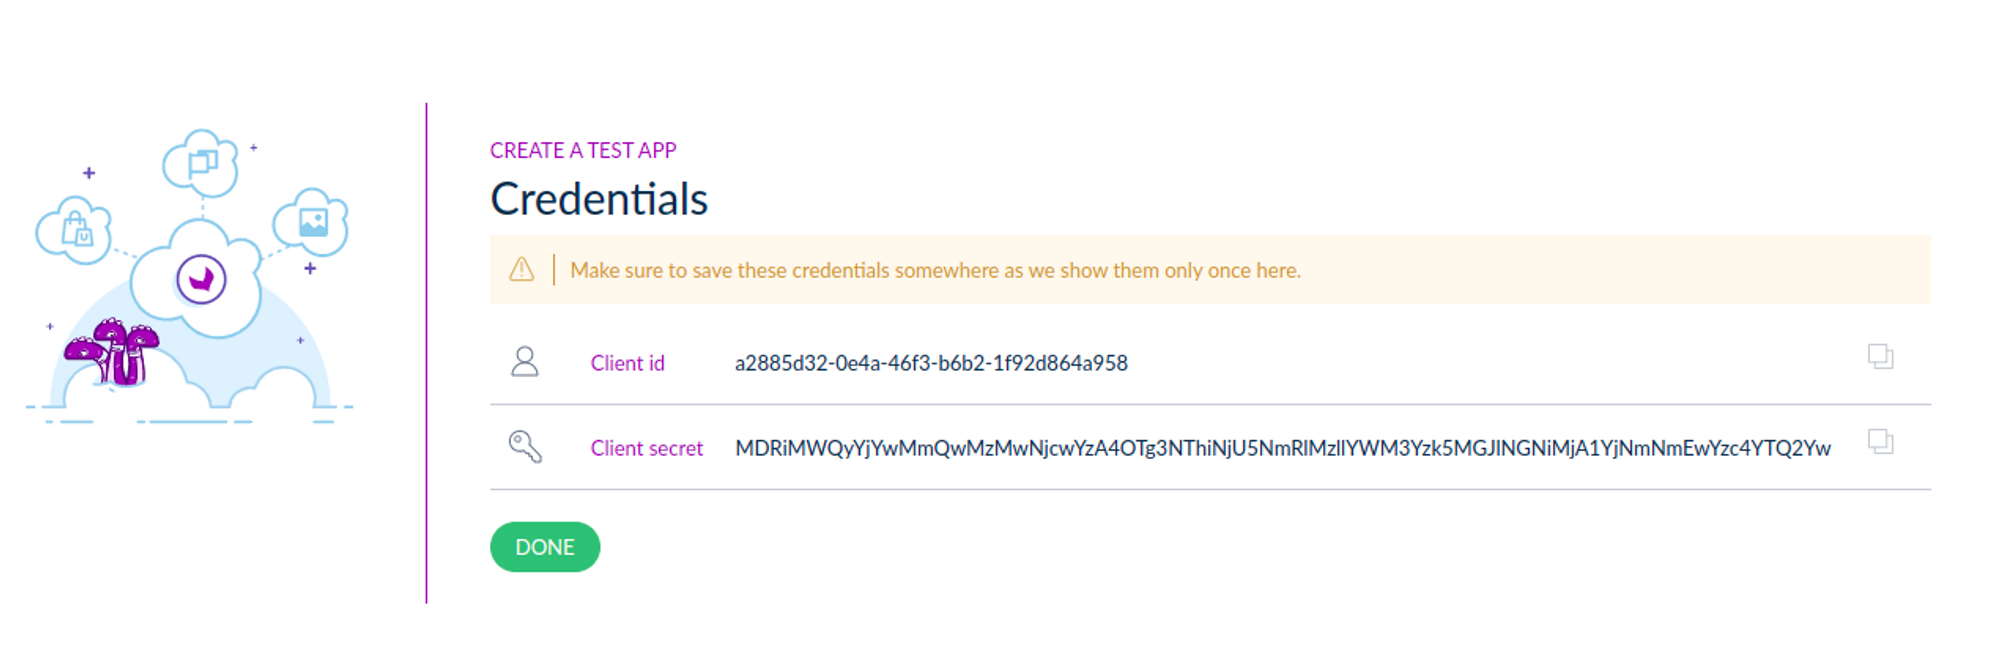 CREATE A TEST APP
Credentials
Make sure to save these credentials somewhere as we show them only once here.
Client id a2885d32-0e4a-46f3-b6b2-1f92d864a958
Client secret MDRiMWQyYjYwMmQwMzMwNjcwYzA4OTg3NThiNjU5NmRlMzllYWM3Yzk5MGJlNGNiMjA1YjNmNmEwYzc4YTQ2Yw
DONE